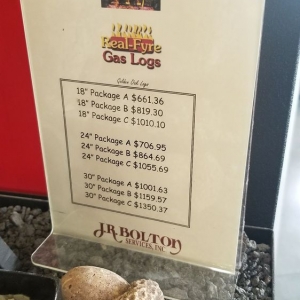 Real-Fyre
Gas Logs
Golden Oak Logs
18" Package A $661.36
18" Package B $819.30
18" Package C $1010.10
24" Package A $706.95
24" Package B $864.69
24" Package C $1055.69
30" Package A $1001.63
30" Package B $1159.57
30" Package C $1350.37
J.R. BOLTON
SERVICES, INC.